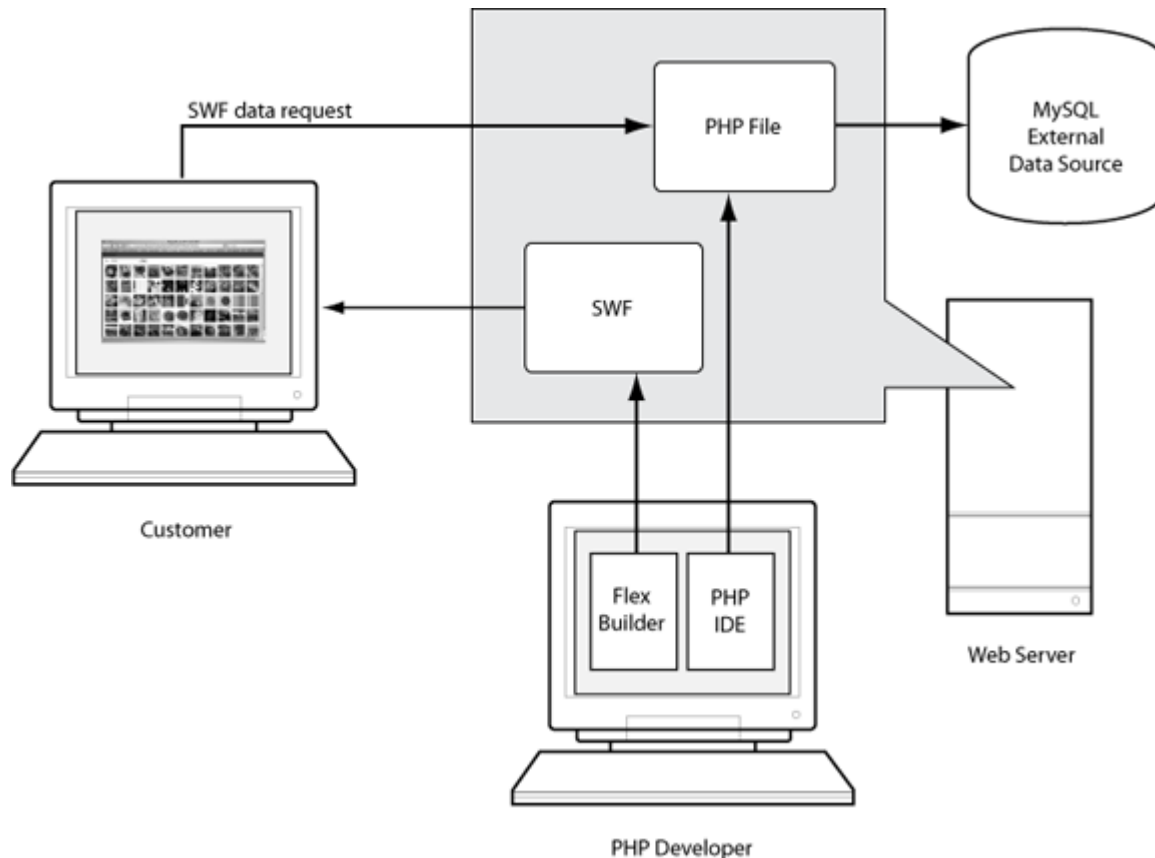 SWF data request
PHP File
MySQL
External
Data Source
SWF
Customer
Flex
Builder
PHP
IDE
Web Server
PHP Developer